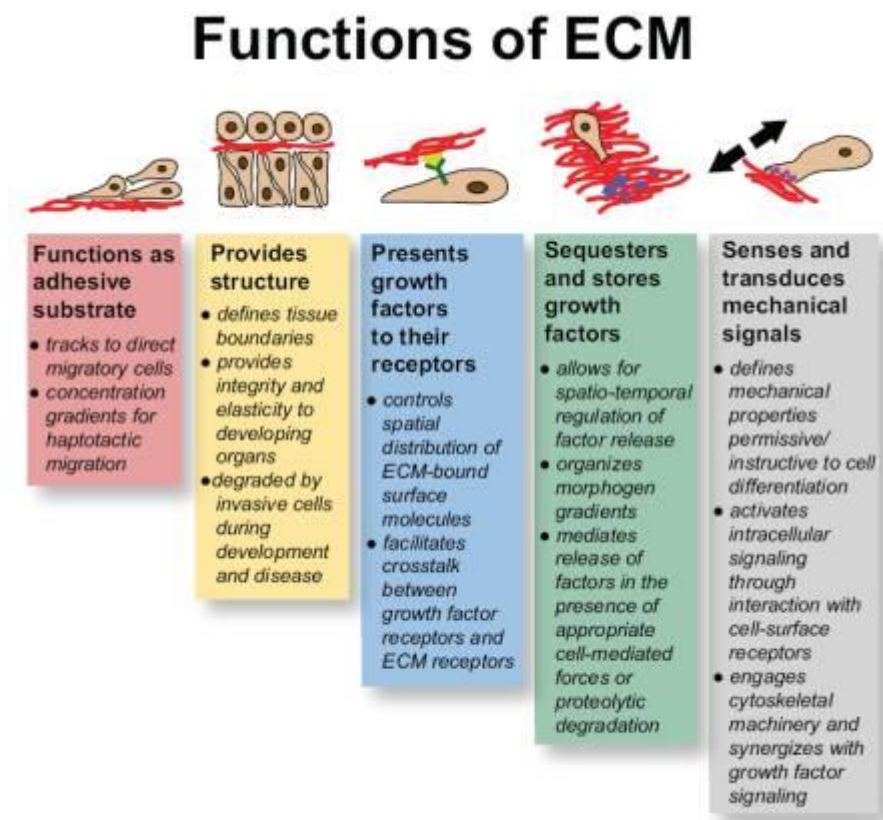 Functions of ECM
Functions as
adhesive
substrate
● tracks to direct
migratory cells
● concentration
gradients for
haptotactic
migration
Provides
structure
● defines tissue
boundaries
● provides
integrity and
elasticity to
developing
organs
●degraded by
invasive cells
during
development
and disease
Presents
growth
factors
to their
receptors
● controls
spatial
distribution of
ECM-bound
surface
molecules
● facilitates
crosstalk
between
growth factor
receptors and
ECM receptors
Sequesters
and stores
growth
factors
● allows for
spatio-temporal
regulation of
factor release
● organizes
morphogen
gradients
● mediates
release of
factors in the
presence of
appropriate
cell-mediated
forces or
proteolytic
degradation
Senses and
transduces
mechanical
signals
● defines
mechanical
properties
permissive/
instructive to cell
differentiation
● activates
intracellular
signaling
through
interaction with
cell-surface
receptors
● engages
cytoskeletal
machinery and
synergizes with
growth factor
signaling